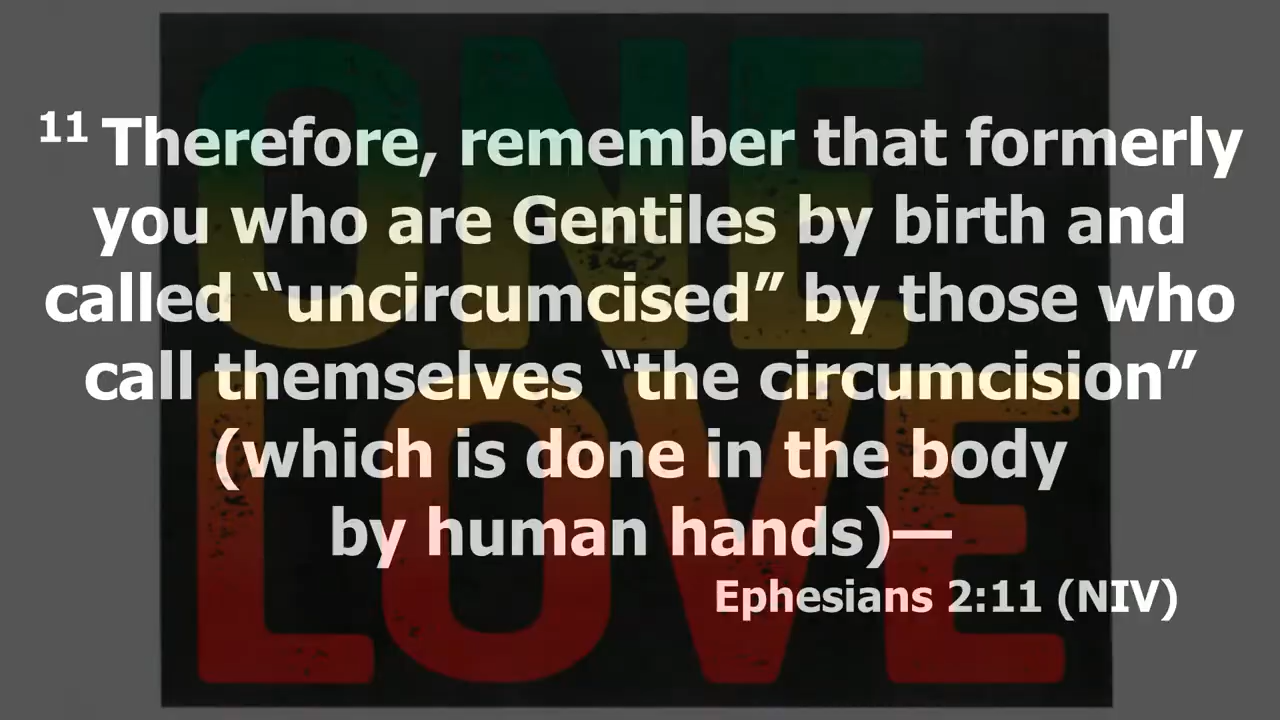 ONE
LOVE
11 Therefore, remember that formerly
you who are Gentiles by birth and
called “uncircumcised” by those who
call themselves “the circumcision”
(which is done in the body
by human hands)—
Ephesians 2:11 (NIV)